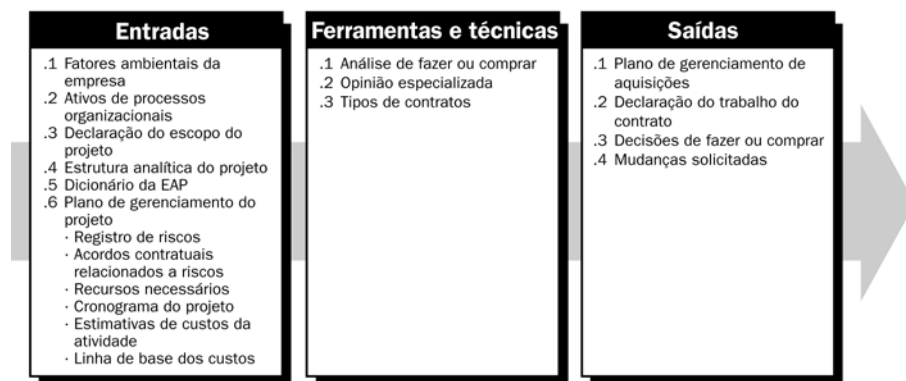 Entradas
.1 Fatores ambientais da
empresa
.2 Ativos de processos
organizacionais
.3 Declaração do escopo do
projeto
.4 Estrutura analítica do projeto
.5 Dicionário da EAP
.6 Plano de gerenciamento do
projeto
· Registro de riscos
· Acordos contratuais
relacionados a riscos
· Recursos necessários
· Cronograma do projeto
· Estimativas de custos da
atividade
· Linha de base dos custos
Ferramentas e técnicas
.1 Análise de fazer ou comprar
.2 Opinião especializada
.3 Tipos de contratos
Saídas
.1 Plano de gerenciamento de
aquisições
.2 Declaração do trabalho do
contrato
.3 Decisões de fazer ou comprar
.4 Mudanças solicitadas